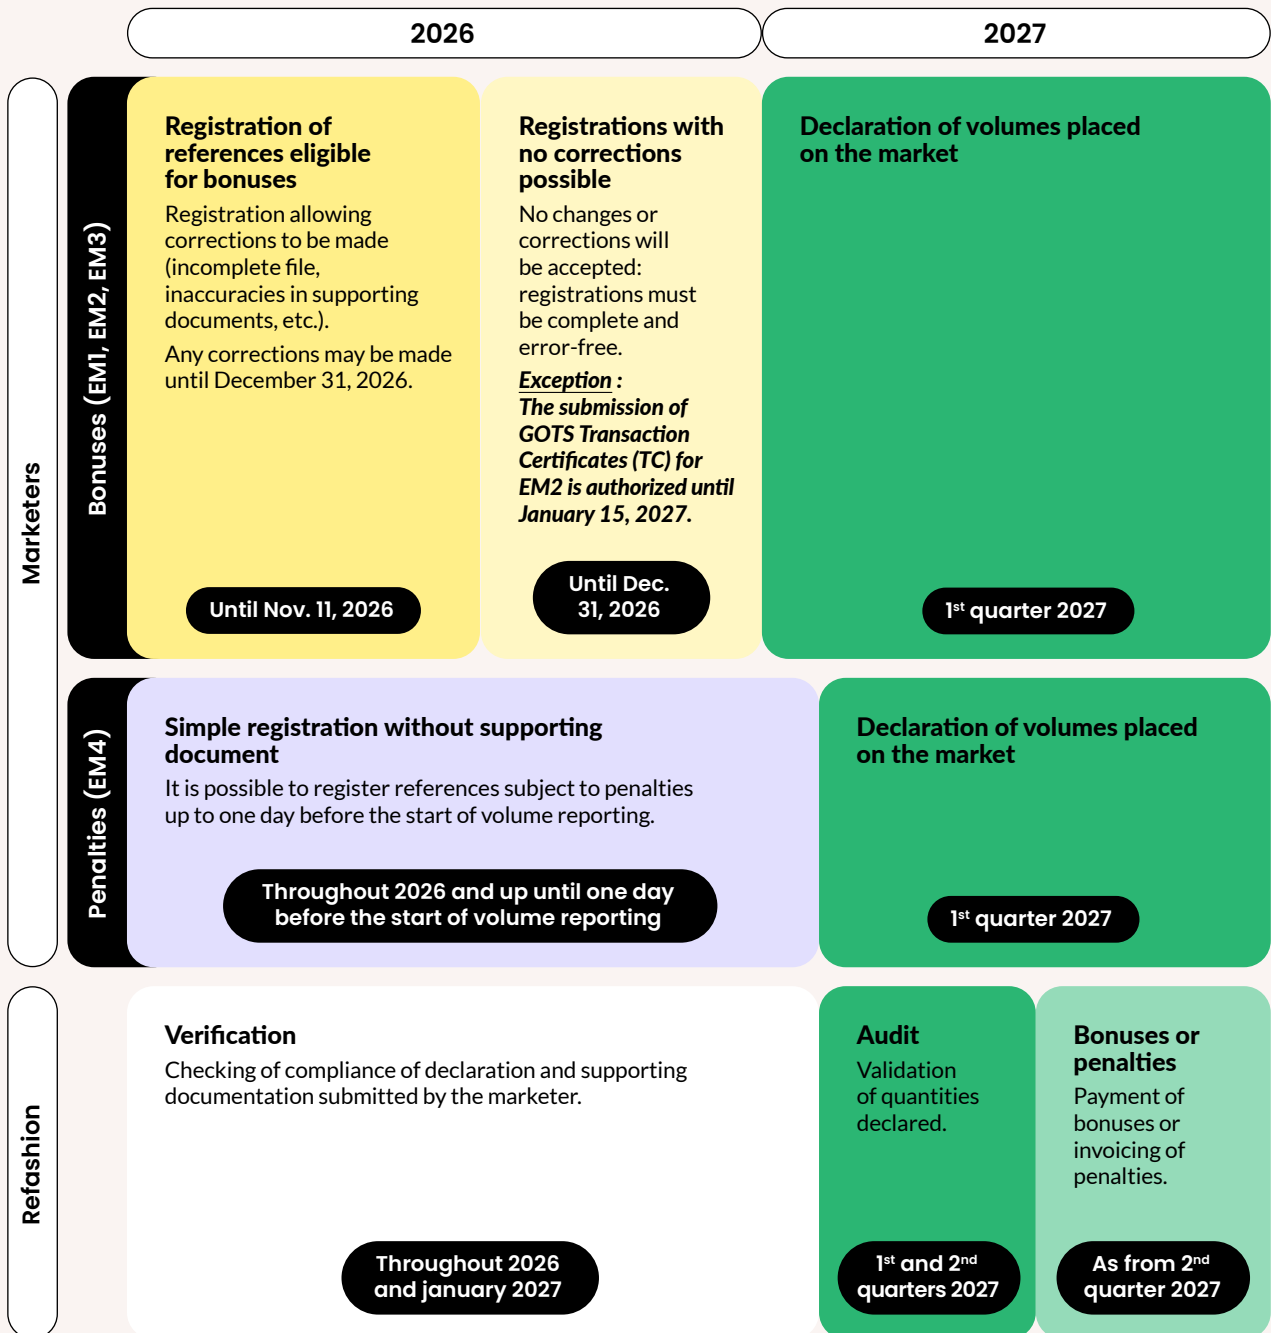 2026
2027
Marketers
Bonuses (EM1, EM2, EM3)
Registration of
references eligible
for bonuses
Registration allowing
corrections to be made
(incomplete file,
inaccuracies in supporting
documents, etc.).
Any corrections may be made
until December 31, 2026.
Until Nov. 11, 2026
Registrations with
no corrections
possible
No changes or
corrections will
be accepted:
registrations must
be complete and
error-free.
Exception :
The submission of
GOTS Transaction
Certificates (TC) for
EM2 is authorized until
January 15, 2027.
Until Dec.
31, 2026
Declaration of volumes placed
on the market
1st quarter 2027
Penalties (EM4)
Simple registration without supporting
document
It is possible to register references subject to penalties
up to one day before the start of volume reporting.
Throughout 2026 and up until one day
before the start of volume reporting
Declaration of volumes placed
on the market
1st quarter 2027
Refashion
Verification
Checking of compliance of declaration and supporting
documentation submitted by the marketer.
Throughout 2026
and january 2027
Audit
Validation
of quantities
declared.
1st and 2nd
quarters 2027
Bonuses or
penalties
Payment of
bonuses or
invoicing of
penalties.
As from 2nd
quarter 2027